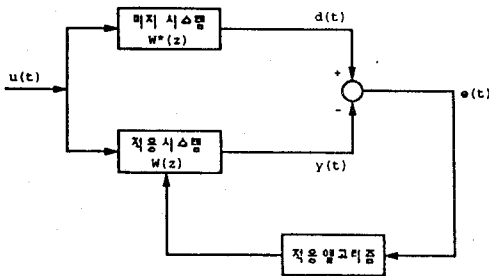 미지 시스템
W*(z)
d(t)
u(t)
+
-
e(t)
적응시스템
W(z)
y(t)
적응알고리즘